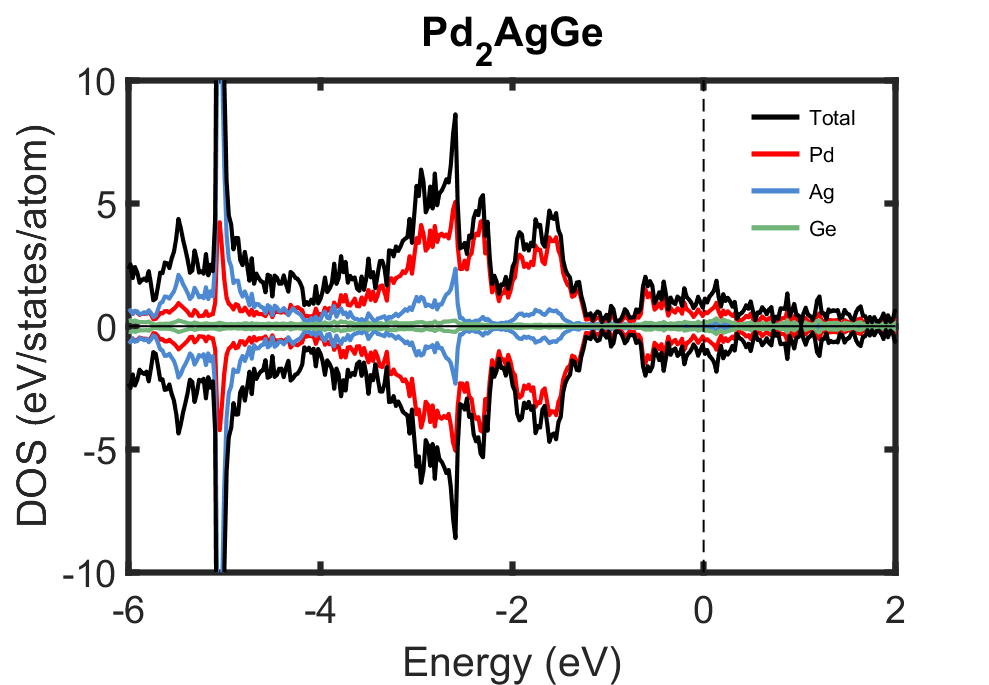 Pd2AgGe
10
5
0
-5
-10
DOS (eV/states/atom)
-6
-4
-2
0
2
Energy (eV)
Total
Pd
Ag
Ge